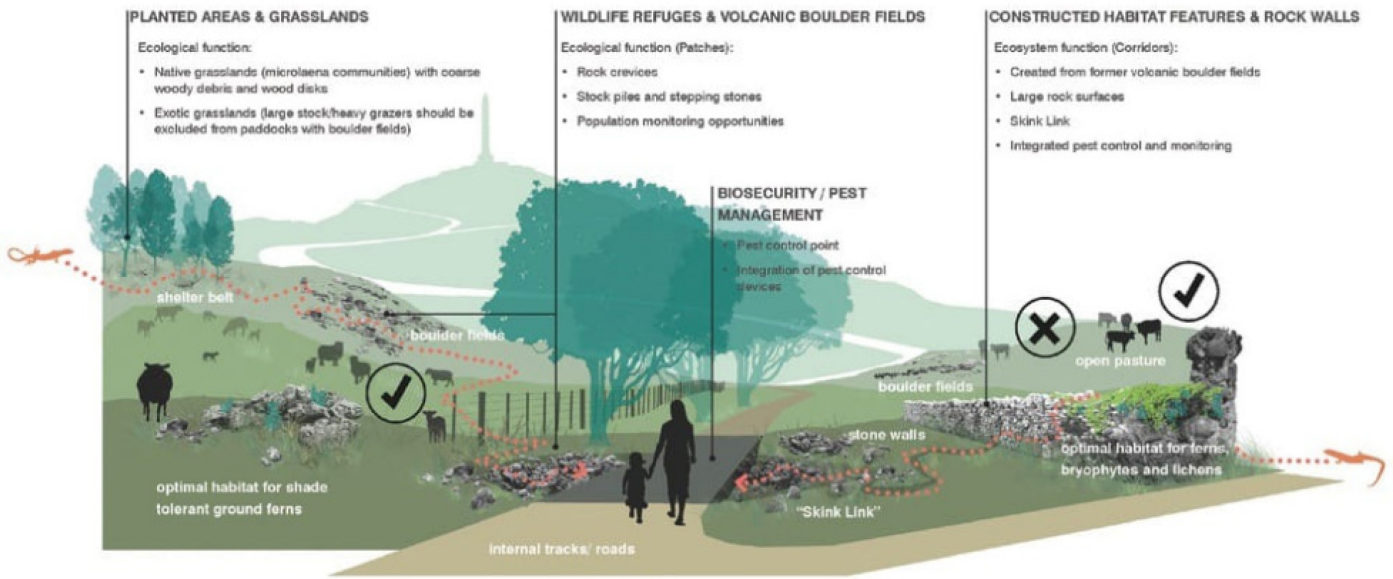 PLANTED AREAS & GRASSLANDS
Ecological function:
• Native grasslands (microlaena communities) with coarse
woody debris and wood disks
• Exotic grasslands (large stock/heavy grazers should be
excluded from paddocks with boulder fields)
WILDLIFE REFUGES & VOLCANIC BOULDER FIELDS
Ecological function (Patches):
• Rock crevices
• Stock piles and stepping stones
• Population monitoring opportunities
CONSTRUCTED HABITAT FEATURES & ROCK WALLS
Ecosystem function (Corridors):
• Created from former volcanic boulder fields
• Large rock surfaces
• Skink Link
• Integrated pest control and monitoring
BIOSECURITY / PEST
MANAGEMENT
• Pest control point
• Integration of pest control
devices
shelter belt
boulder fields
open pasture
boulder fields
stone walls
optimal habitat for ferns,
bryophytes and lichens
optimal habitat for shade
tolerant ground ferns
"Skink Link"
internal tracks/ roads